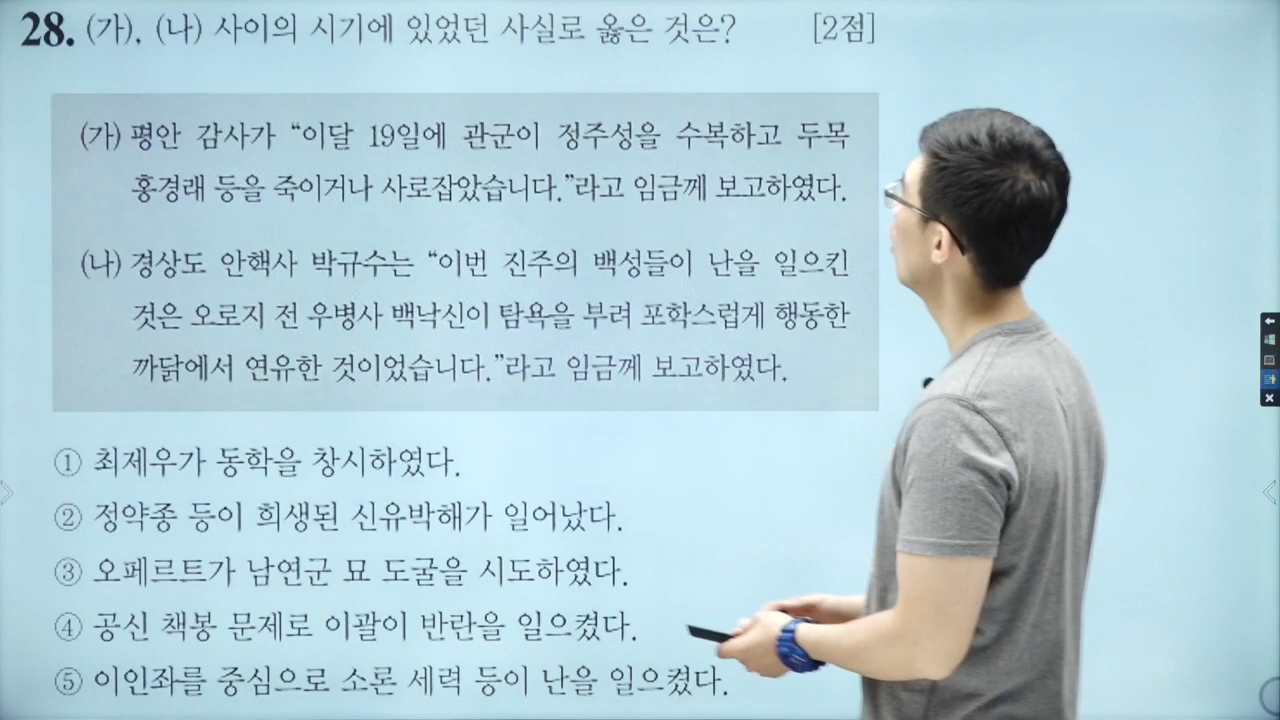 28. (가), (나) 사이의 시기에 있었던 사실로 옳은 것은? [2점]
(가) 평안 감사가 “이달 19일에 관군이 정주성을 수복하고 두목
홍경래 등을 죽이거나 사로잡았습니다.”라고 임금께 보고하였다.
(나) 경상도 안핵사 박규수는 “이번 진주의 백성들이 난을 일으킨
것은 오로지 전 우병사 백낙신이 탐욕을 부려 포학스럽게 행동한
까닭에서 연유한 것이었습니다.”라고 임금께 보고하였다.
① 최제우가 동학을 창시하였다.
② 정약종 등이 희생된 신유박해가 일어났다.
③ 오페르트가 남연군 묘 도굴을 시도하였다.
④ 공신 책봉 문제로 이괄이 반란을 일으켰다.
⑤ 이인좌를 중심으로 소론 세력 등이 난을 일으켰다.